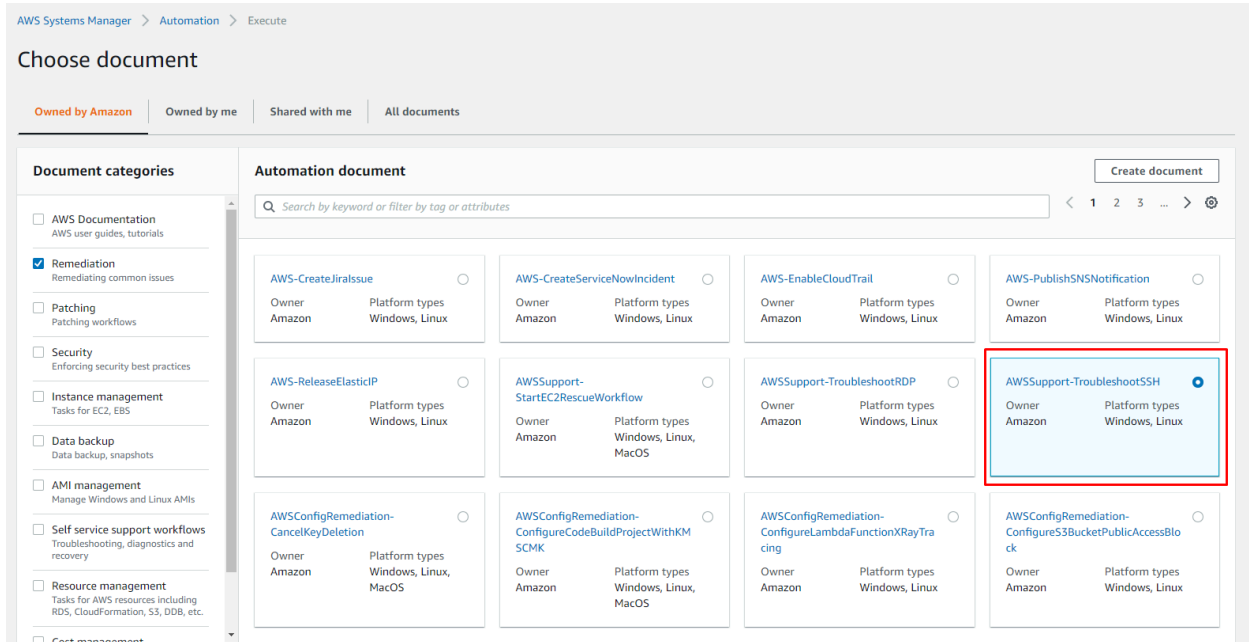 AWS Systems Manager > Automation > Execute
Choose document
Owned by Amazon
Owned by me
Shared with me
All documents
Document categories
AWS Documentation
AWS user guides, tutorials
Remediation
Remediating common issues
Patching
Patching workflows
Security
Enforcing security best practices
Instance management
Tasks for EC2, EBS
Data backup
Data backup, snapshots
AMI management
Manage Windows and Linux AMIs
Self service support workflows
Troubleshooting, diagnostics and
recovery
Resource management
Tasks for AWS resources including
RDS, CloudFormation, S3, DDB, etc.
Cost management
Automation document
Create document
Search by keyword or filter by tag or attributes
1 2 3 ...
AWS-CreateJiraIssue
Owner Platform types
Amazon Windows, Linux
AWS-CreateServiceNowIncident
Owner Platform types
Amazon Windows, Linux
AWS-EnableCloudTrail
Owner Platform types
Amazon Windows, Linux
AWS-PublishSNSNotification
Owner Platform types
Amazon Windows, Linux
AWS-ReleaseElasticIP
Owner Platform types
Amazon Windows, Linux
AWSSupport-
StartEC2RescueWorkflow
Owner Platform types
Amazon Windows, Linux,
MacOS
AWSSupport-TroubleshootRDP
Owner Platform types
Amazon Windows, Linux
AWSSupport-TroubleshootSSH
Owner Platform types
Amazon Windows, Linux
AWSConfigRemediation-
CancelKeyDeletion
Owner Platform types
Amazon Windows, Linux,
MacOS
AWSConfigRemediation-
ConfigureCodeBuildProjectWithKM
SCMK
Owner Platform types
Amazon Windows, Linux,
MacOS
AWSConfigRemediation-
ConfigureLambdaFunctionXRayTra
cing
Owner Platform types
Amazon Windows, Linux
AWSConfigRemediation-
ConfigureS3BucketPublicAccessBlo
ck
Owner Platform types
Amazon Windows, Linux